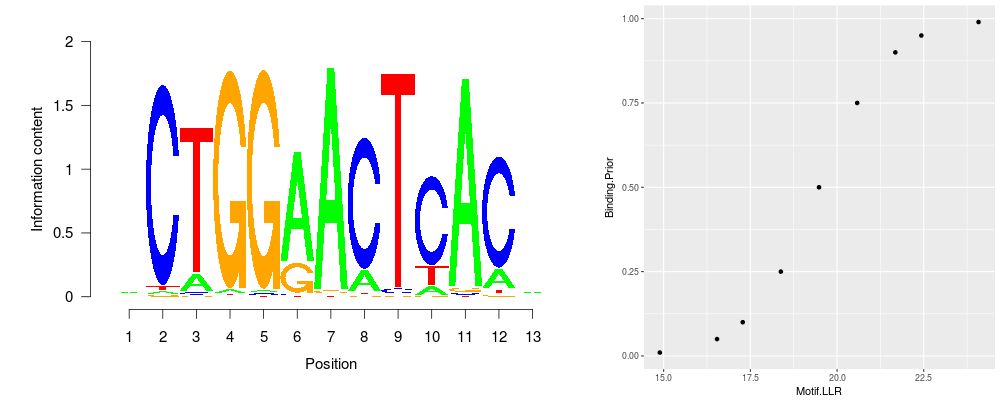 2
1.5
1
0.5
0
Information content
CTGGAACTCAC
TAGATA
1 2 3 4 5 6 7 8 9 10 11 12 13
Position
1.00
0.75
0.50
0.25
0.00
Binding.Prior
15.0 17.5 20.0 22.5
Motif.LLR